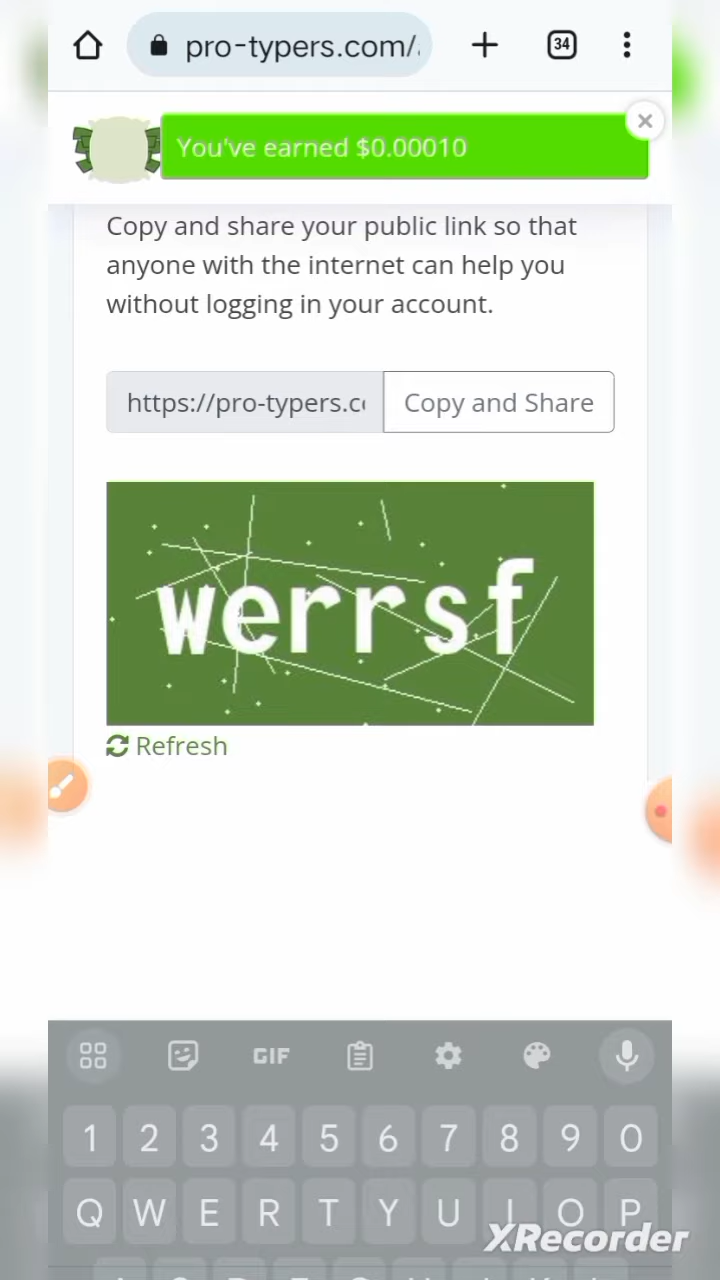 pro-typers.com/.
34
You've earned $0.00010
Copy and share your public link so that
anyone with the internet can help you
without logging in your account.
https://pro-typers.c
Copy and Share
werrsf
Refresh
GIF
1 2 3 4 5 6 7 8 9 0
Q W E R T Y U I O P
XRecorder